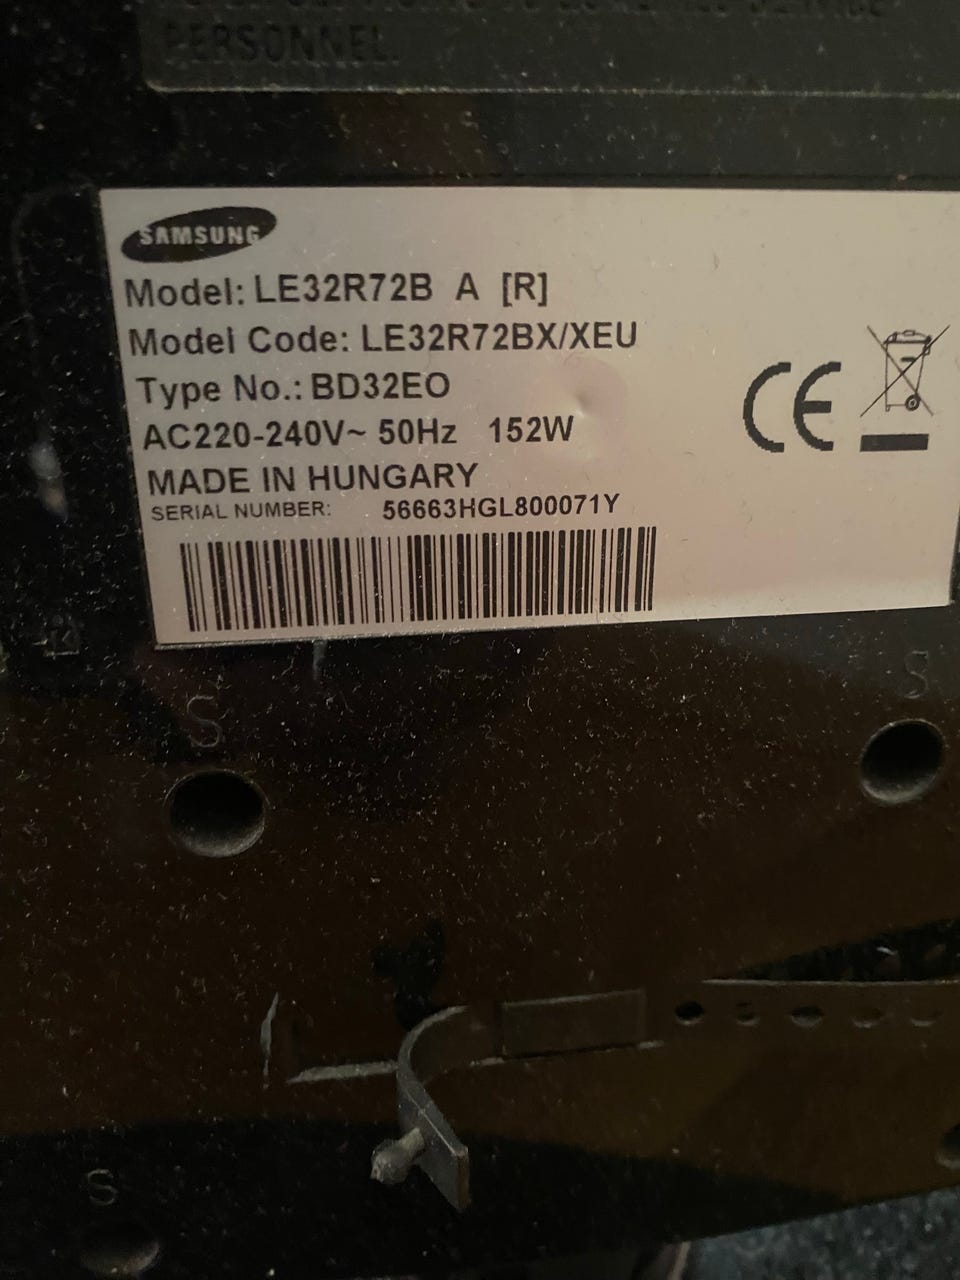 PERSONNEL.
SAMSUNG
Model: LE32R72B A [R]
Model Code: LE32R72BX/XEU
Type No.: BD32EO
AC220-240V~ 50Hz 152W
MADE IN HUNGARY
SERIAL NUMBER: 56663HGL800071Y
CE
S
S
S